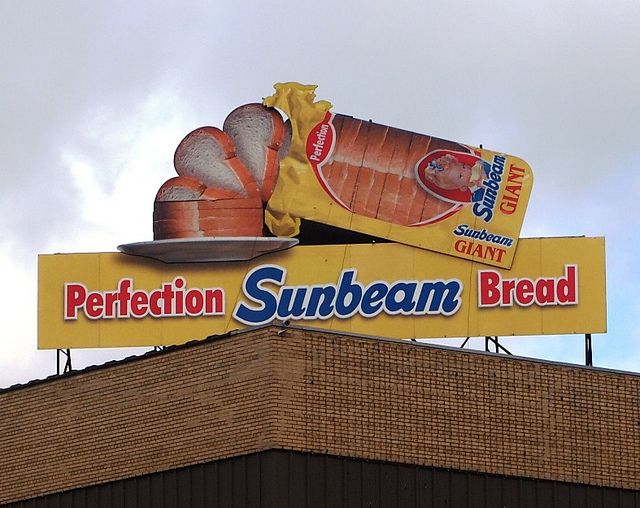 Perfection
Sunbeam
GIANT
Sunbeam
GIANT
Perfection Sunbeam Bread